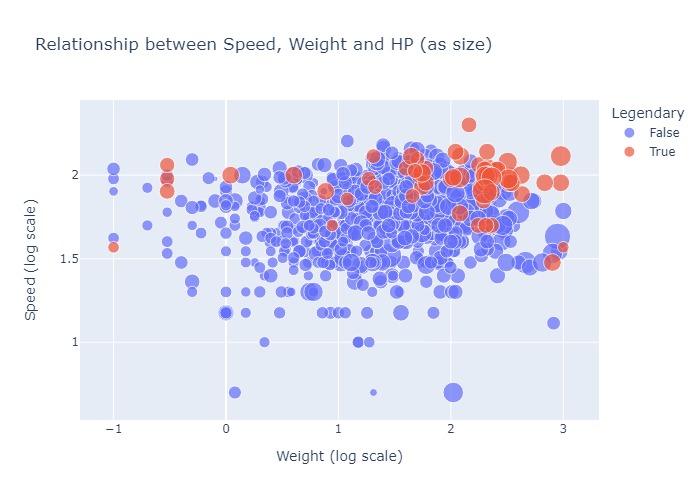 Relationship between Speed, Weight and HP (as size)
Legendary
False
True
Speed (log scale)
2
1.5
1
−1
0
1
2
3
Weight (log scale)